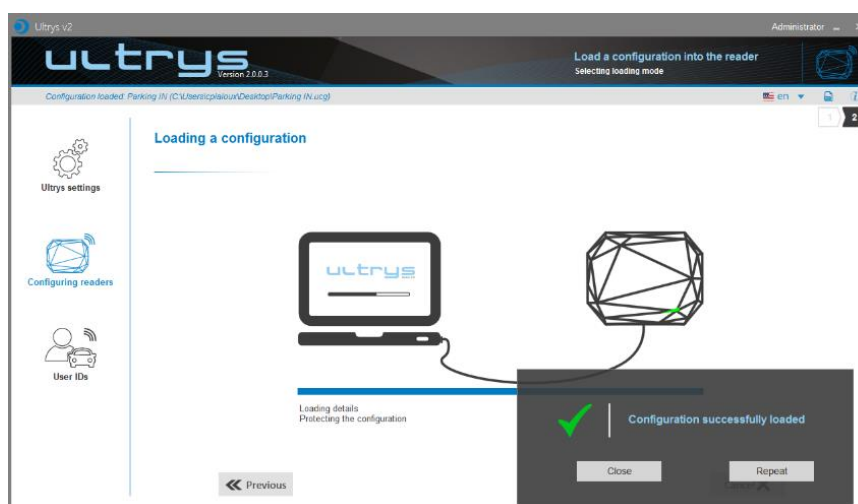 Ultrys v2
Administrator
ultrys
Version 2.0.0.3
Load a configuration into the reader
Selecting loading mode
Configuration loaded: Parking IN (C:\Users\cplaloux\Desktop\Parking IN.ucg)
en
1
2
Loading a configuration
Ultrys settings
Configuring readers
User IDs
ultrys
Loading details
Protecting the configuration
Configuration successfully loaded
Close
Repeat
Previous
Cancel